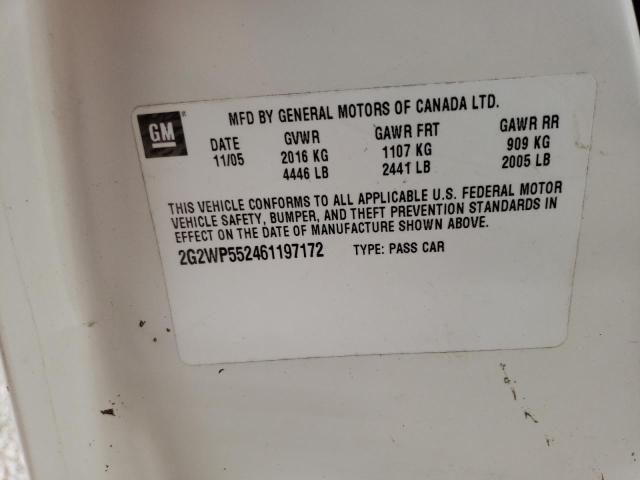 MFD BY GENERAL MOTORS OF CANADA LTD.
GM
DATE GVWR GAWR FRT GAWR RR
11/05 2016 KG 1107 KG 909 KG
4446 LB 2441 LB 2005 LB
THIS VEHICLE CONFORMS TO ALL APPLICABLE U.S. FEDERAL MOTOR
VEHICLE SAFETY, BUMPER, AND THEFT PREVENTION STANDARDS IN
EFFECT ON THE DATE OF MANUFACTURE SHOWN ABOVE.
2G2WP552461197172 TYPE: PASS CAR